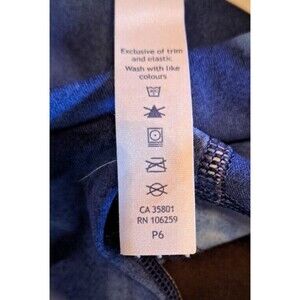 Exclusive of trim
and elastic
Wash with like
colours
CA 35801
RN 106259
P6